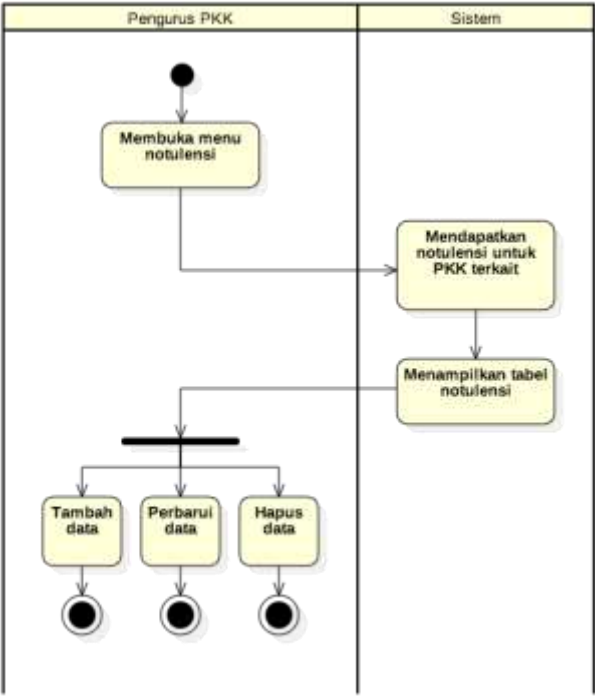 Pengurus PKK
Sistem
Membuka menu
notulensi
Mendapatkan
notulensi untuk
PKK terkait
Menampilkan tabel
notulensi
Tambah
data
Perbarui
data
Hapus
data